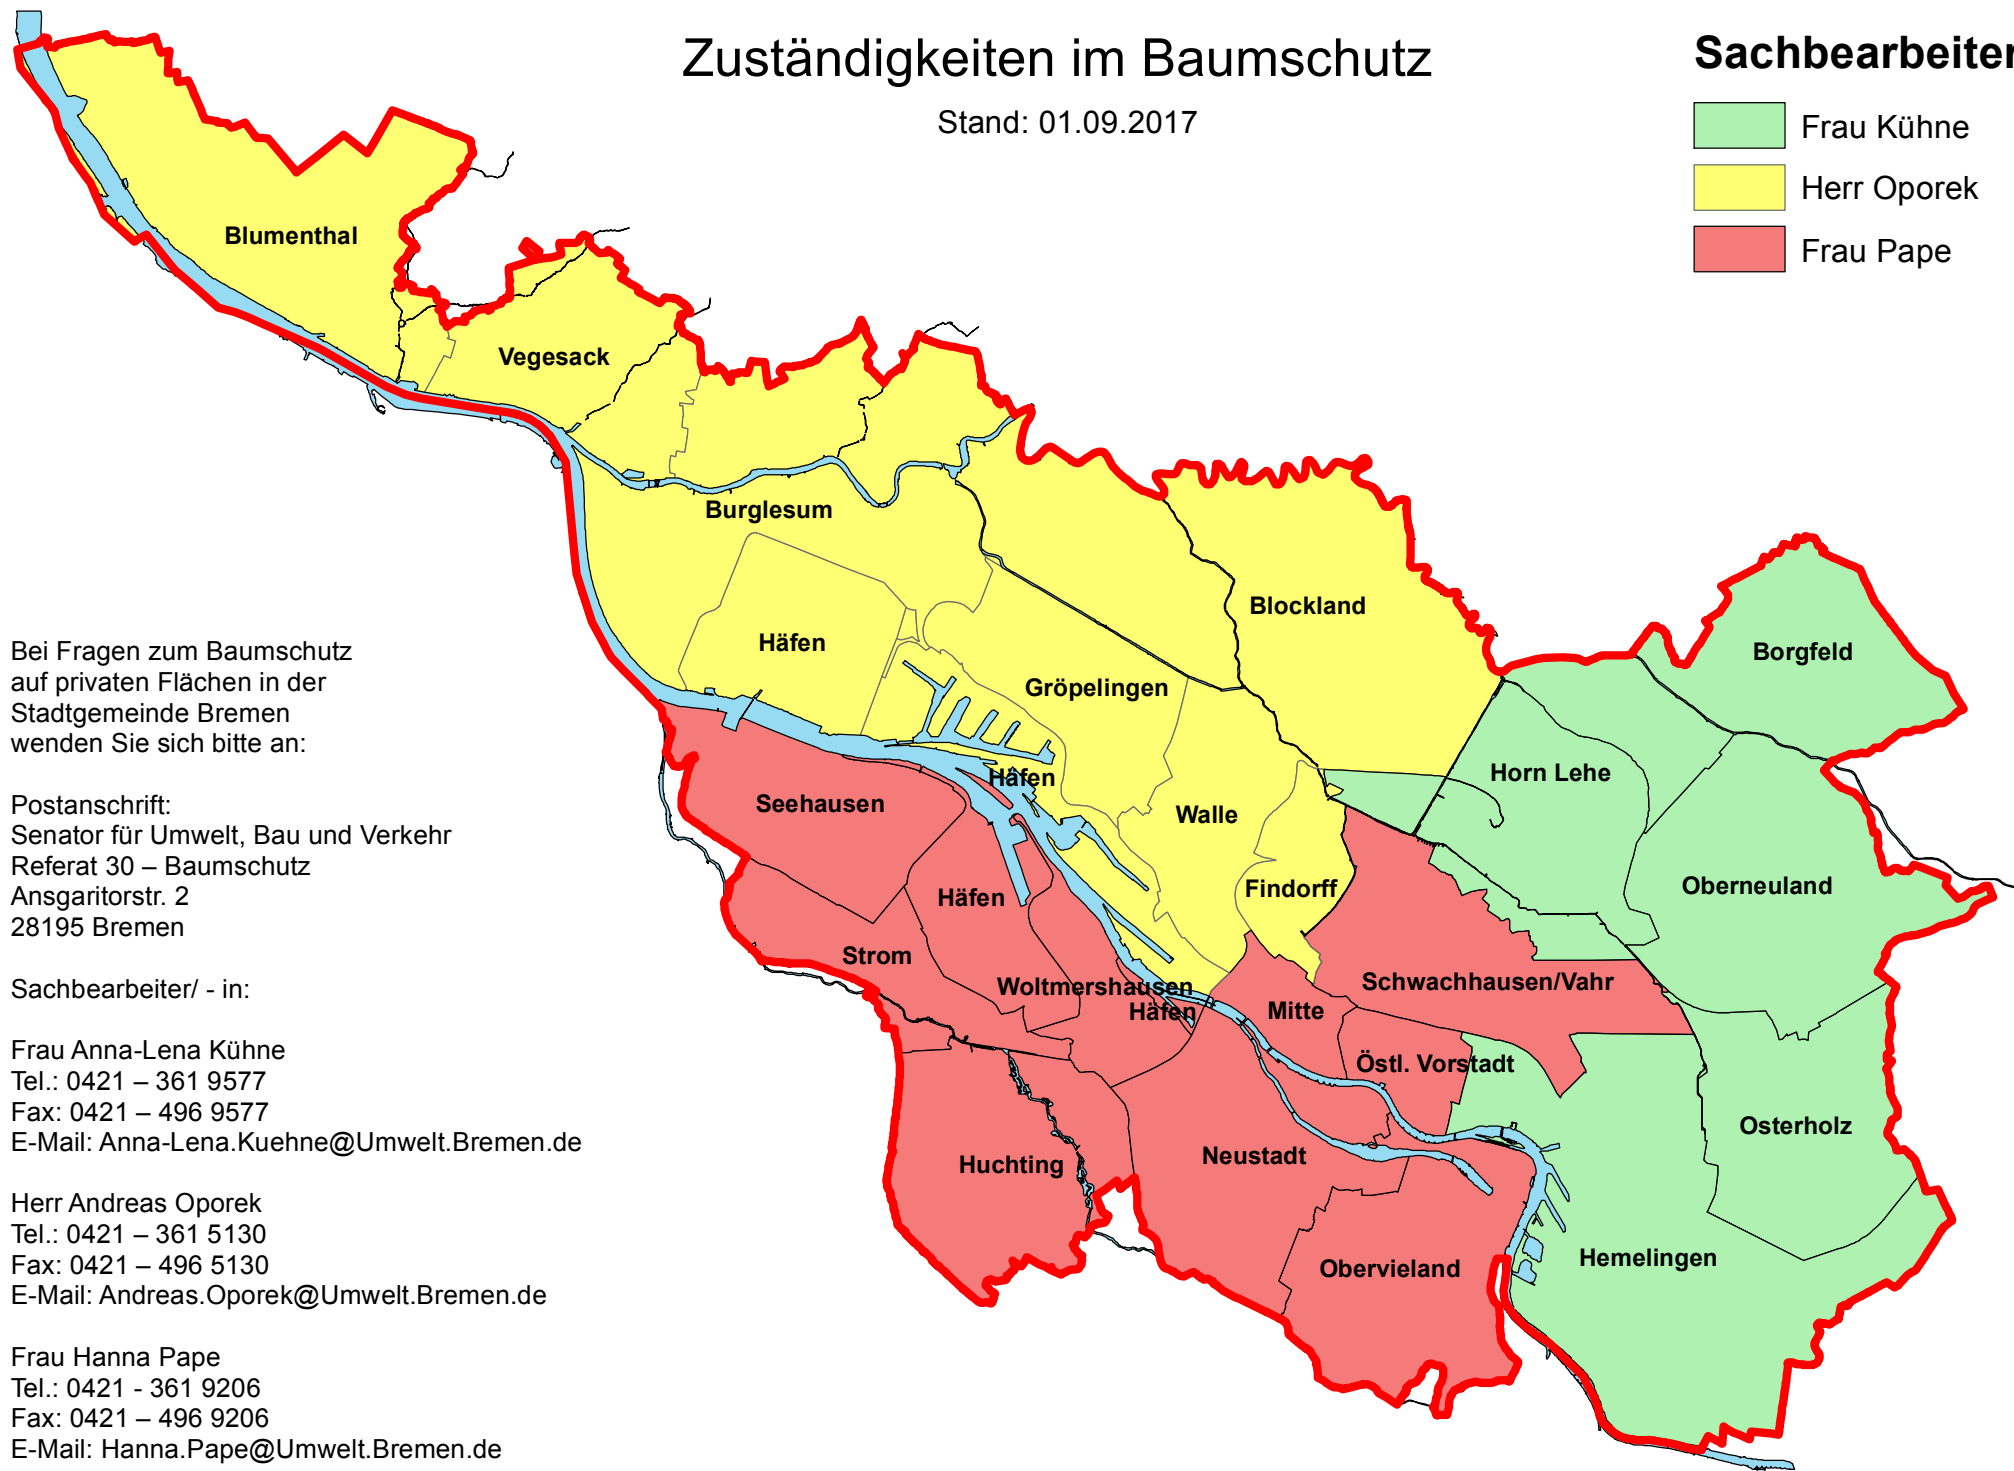 Zuständigkeiten im Baumschutz
Stand: 01.09.2017
Sachbearbeiter
Frau Kühne
Herr Oporek
Frau Pape
Blumenthal
Vegesack
Burglesum
Blockland
Häfen
Borgfeld
Gröpelingen
Horn Lehe
Häfen
Seehausen
Walle
Oberneuland
Findorff
Häfen
Strom
Schwachhausen/Vahr
Woltmershausen
Häfen
Mitte
Östl. Vorstadt
Osterholz
Neustadt
Huchting
Hemelingen
Obervieland
Bei Fragen zum Baumschutz
auf privaten Flächen in der
Stadtgemeinde Bremen
wenden Sie sich bitte an:
Postanschrift:
Senator für Umwelt, Bau und Verkehr
Referat 30 – Baumschutz
Ansgaritorstr. 2
28195 Bremen
Sachbearbeiter/ - in:
Frau Anna-Lena Kühne
Tel.: 0421 – 361 9577
Fax: 0421 – 496 9577
E-Mail: Anna-Lena.Kuehne@Umwelt.Bremen.de
Herr Andreas Oporek
Tel.: 0421 – 361 5130
Fax: 0421 – 496 5130
E-Mail: Andreas.Oporek@Umwelt.Bremen.de
Frau Hanna Pape
Tel.: 0421 - 361 9206
Fax: 0421 – 496 9206
E-Mail: Hanna.Pape@Umwelt.Bremen.de